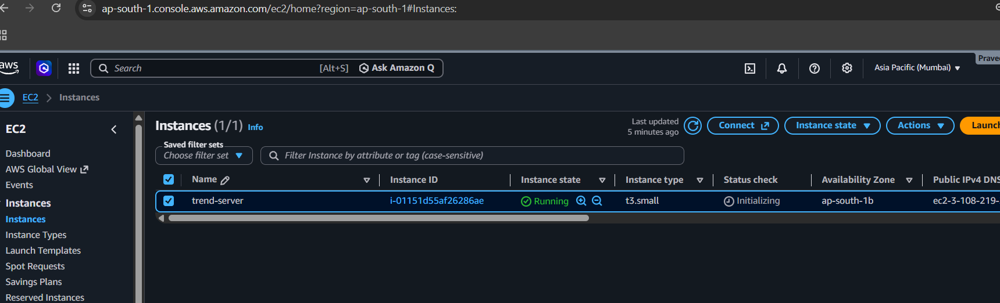 ap-south-1.console.aws.amazon.com/ec2/home?region=ap-south-1#Instances:
aws
Search [Alt+S] Ask Amazon Q
Asia Pacific (Mumbai)
EC2 Instances
EC2
Dashboard
AWS Global View
Events
Instances
Instances
Instance Types
Launch Templates
Spot Requests
Savings Plans
Reserved Instances
Instances (1/1) Info
Last updated
5 minutes ago
Connect Instance state Actions Launch
Saved filter sets
Choose filter set Filter Instance by attribute or tag (case-sensitive)
Name Instance ID Instance state Instance type Status check Availability Zone Public IPv4 DNS
trend-server i-01151d55af26286ae Running t3.small Initializing ap-south-1b ec2-3-108-219-